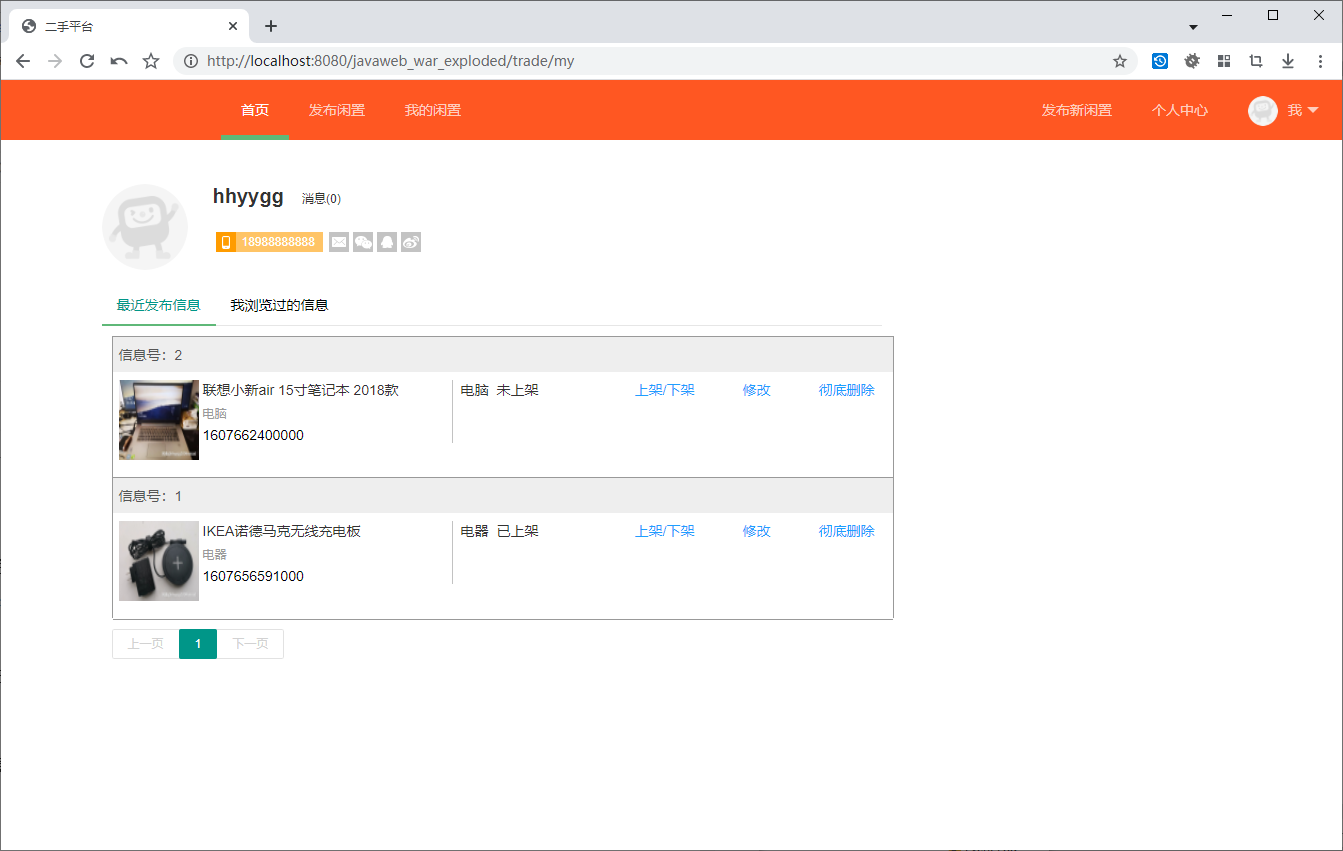 二手平台
http://localhost:8080/javaweb_war_exploded/trade/my
首页 发布闲置 我的闲置 发布新闲置 个人中心 我
hhyygg 消息(0)
18988888888
最近发布信息 我浏览过的信息
信息号：2
联想小新air 15寸笔记本 2018款 电脑 未上架 上架/下架 修改 彻底删除
电脑
1607662400000
信息号：1
IKEA诺德马克无线充电板 电器 已上架 上架/下架 修改 彻底删除
电器
1607656591000
上一页 1 下一页